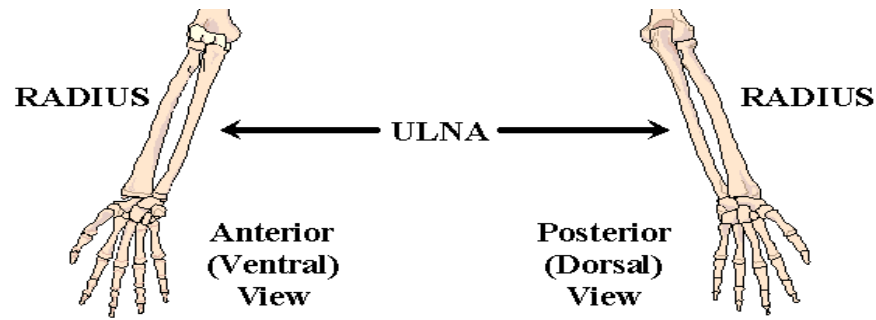 RADIUS
RADIUS
ULNA
Anterior
(Ventral)
View
Posterior
(Dorsal)
View